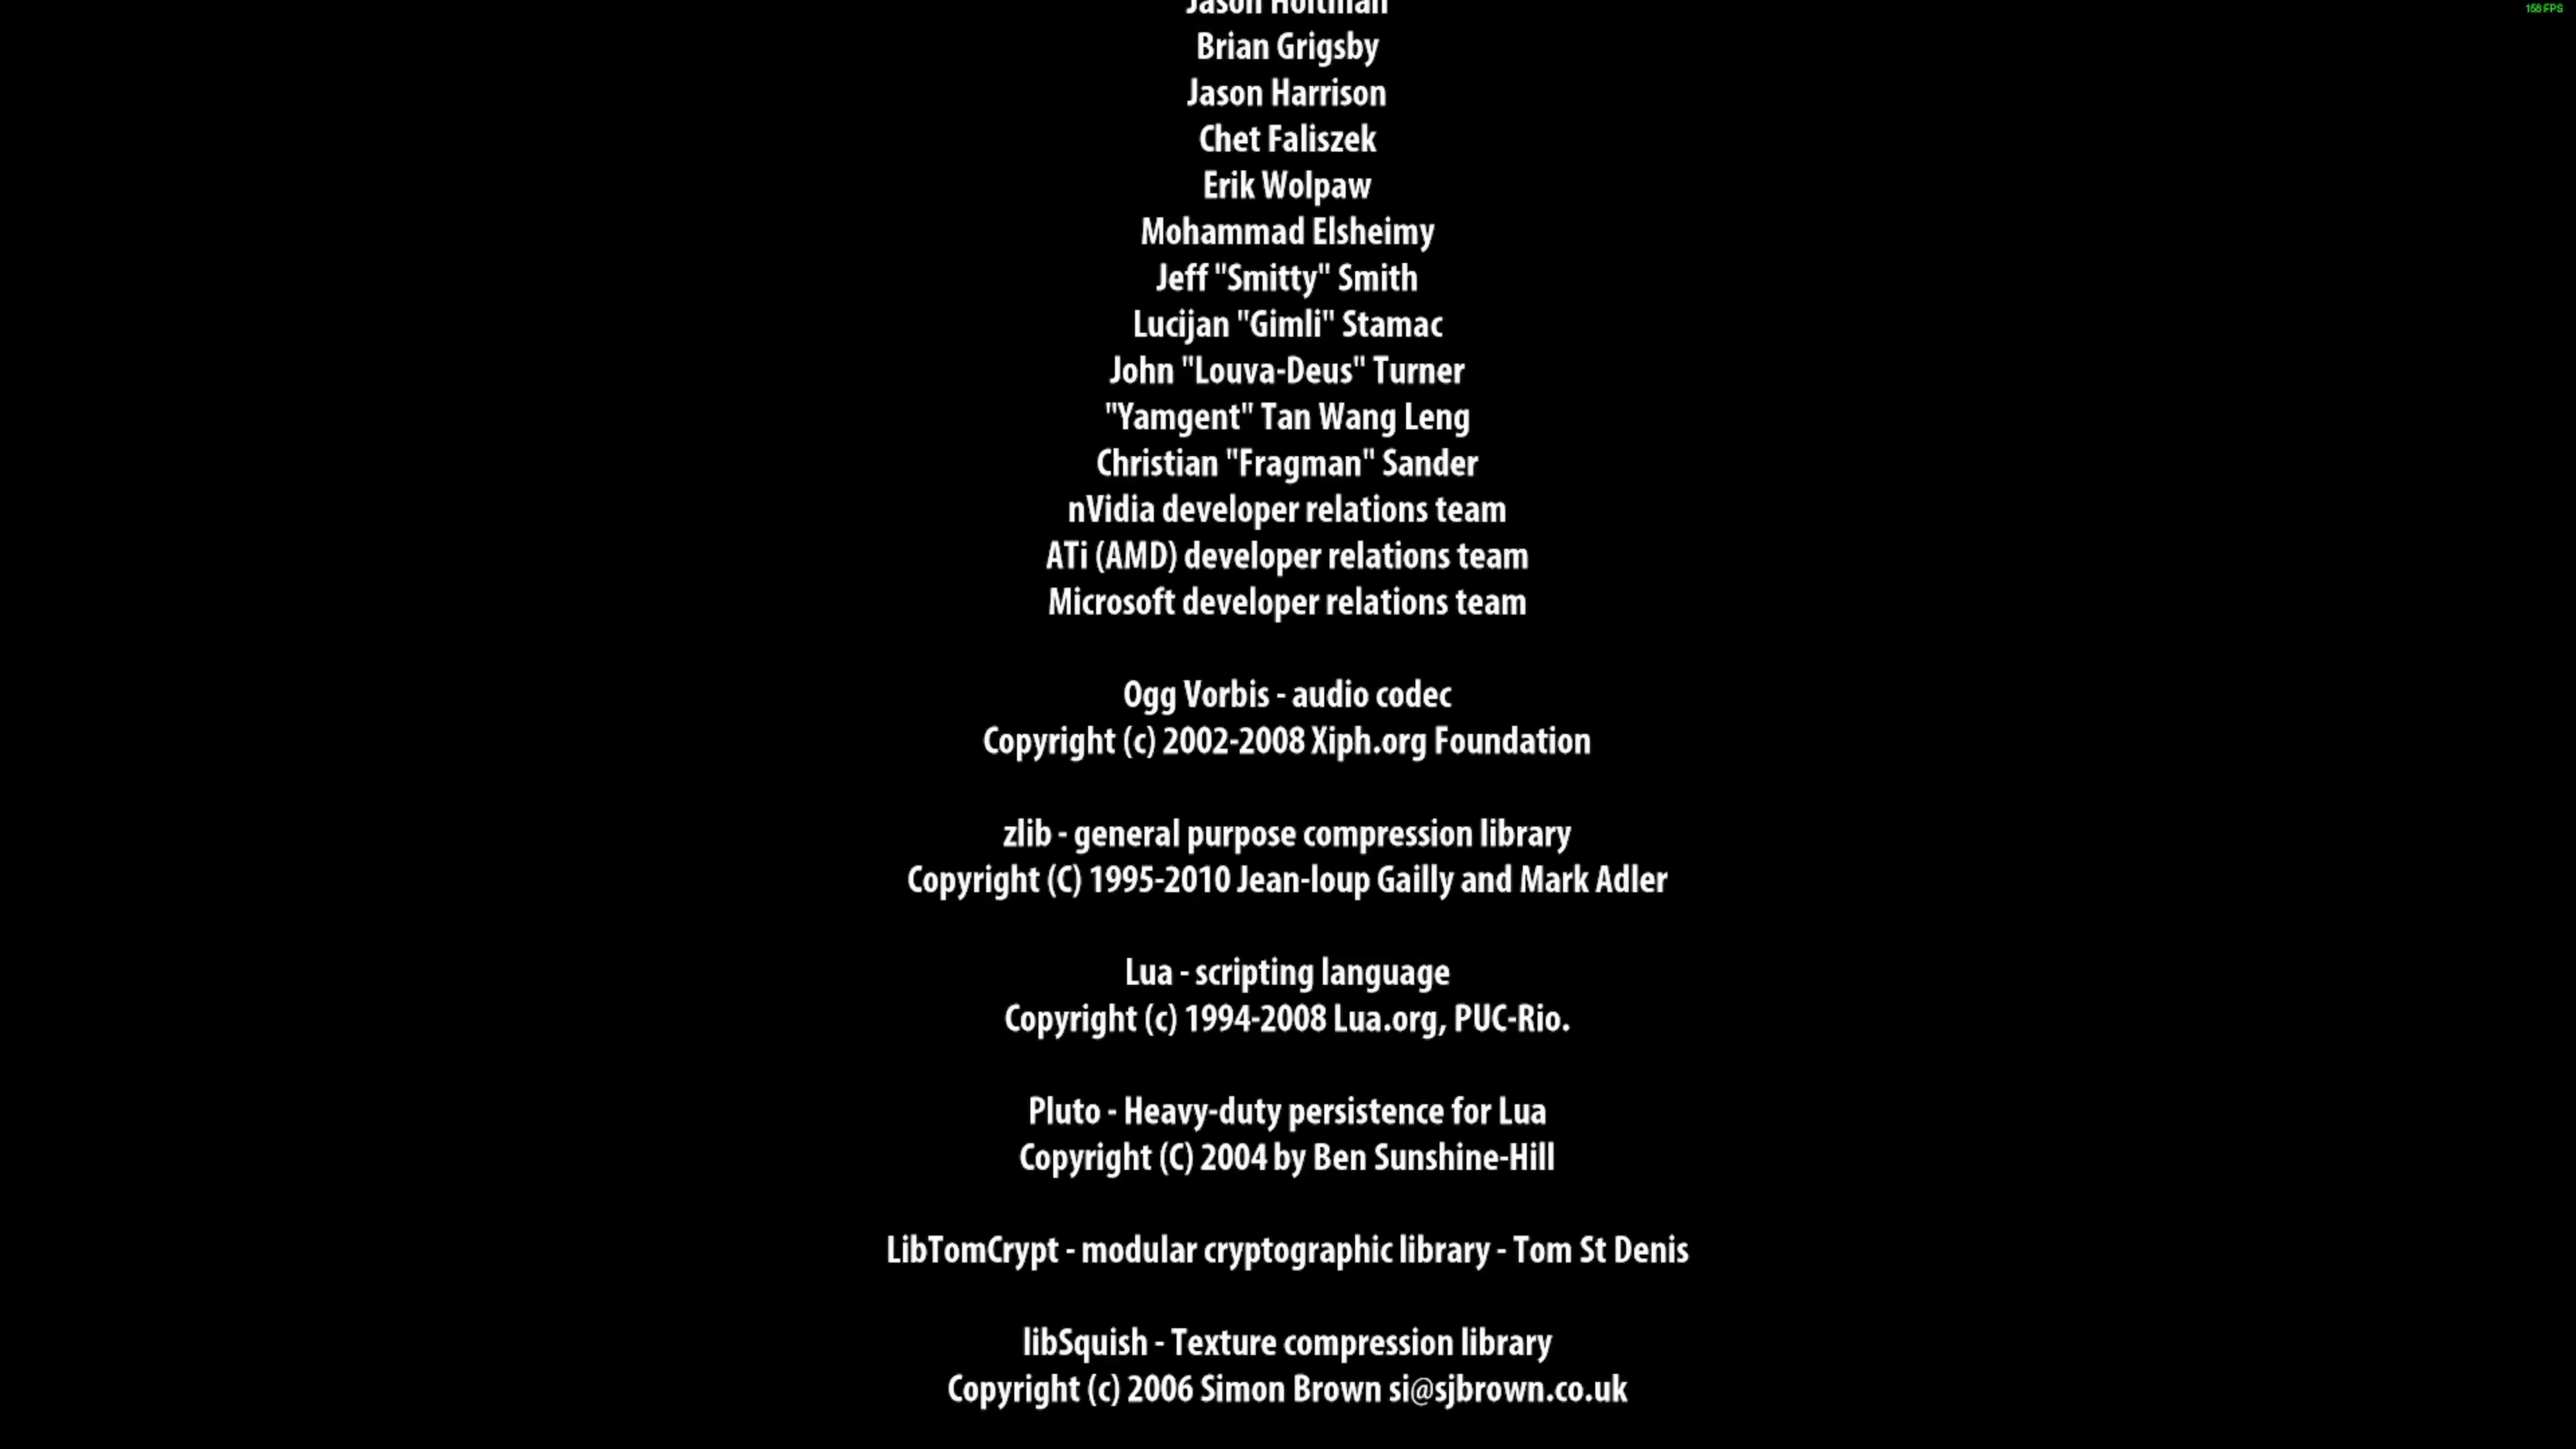 158 FPS
Jason Holtman
Brian Grigsby
Jason Harrison
Chet Faliszek
Erik Wolpaw
Mohammad Elsheimy
Jeff "Smitty" Smith
Lucijan "Gimli" Stamac
John "Louva-Deus" Turner
"Yamgent" Tan Wang Leng
Christian "Fragman" Sander
nVidia developer relations team
ATi (AMD) developer relations team
Microsoft developer relations team
Ogg Vorbis - audio codec
Copyright (c) 2002-2008 Xiph.org Foundation
zlib - general purpose compression library
Copyright (C) 1995-2010 Jean-loup Gailly and Mark Adler
Lua - scripting language
Copyright (c) 1994-2008 Lua.org, PUC-Rio.
Pluto - Heavy-duty persistence for Lua
Copyright (C) 2004 by Ben Sunshine-Hill
LibTomCrypt - modular cryptographic library - Tom St Denis
libSquish - Texture compression library
Copyright (c) 2006 Simon Brown si@sjbrown.co.uk